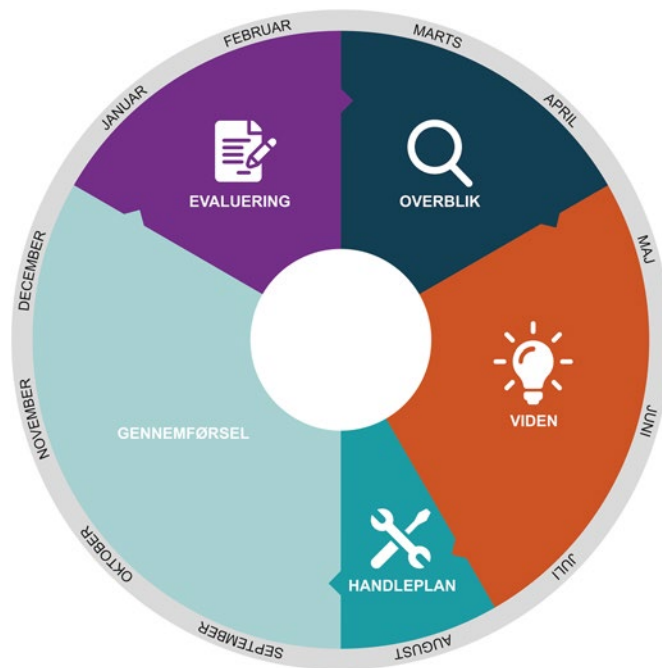 JANUAR
FEBRUAR
MARTS
APRIL
MAJ
JUNI
JULI
AUGUST
SEPTEMBER
OKTOBER
NOVEMBER
DECEMBER
EVALUERING
OVERBLIK
VIDEN
HANDLEPLAN
GENNEMFØRSEL